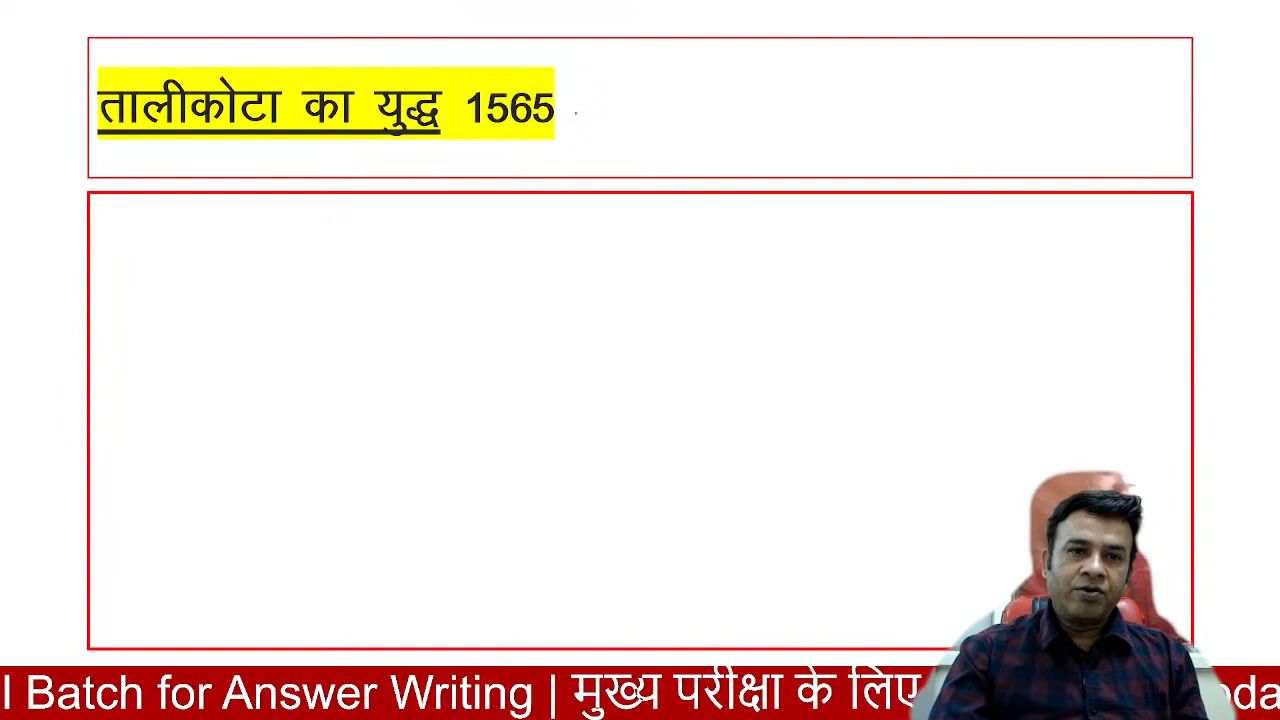 तालीकोटा का युद्ध 1565
l Batch for Answer Writing | मुख्य परीक्षा के लिए